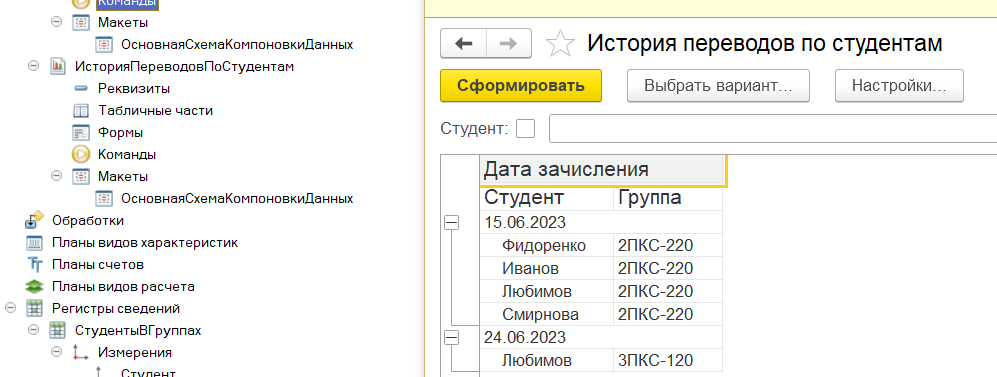 Команды
Макеты
ОсновнаяСхемаКомпоновкиДанных
ИсторияПереводовПоСтудентам
Реквизиты
Табличные части
Формы
Команды
Макеты
ОсновнаяСхемаКомпоновкиДанных
Обработки
Планы видов характеристик
Планы счетов
Планы видов расчета
Регистры сведений
СтудентыВГруппах
Измерения
Студент
История переводов по студентам
Сформировать Выбрать вариант... Настройки...
Студент:
Дата зачисления
Студент Группа
15.06.2023
Фидоренко 2ПКС-220
Иванов 2ПКС-220
Любимов 2ПКС-220
Смирнова 2ПКС-220
24.06.2023
Любимов 3ПКС-120